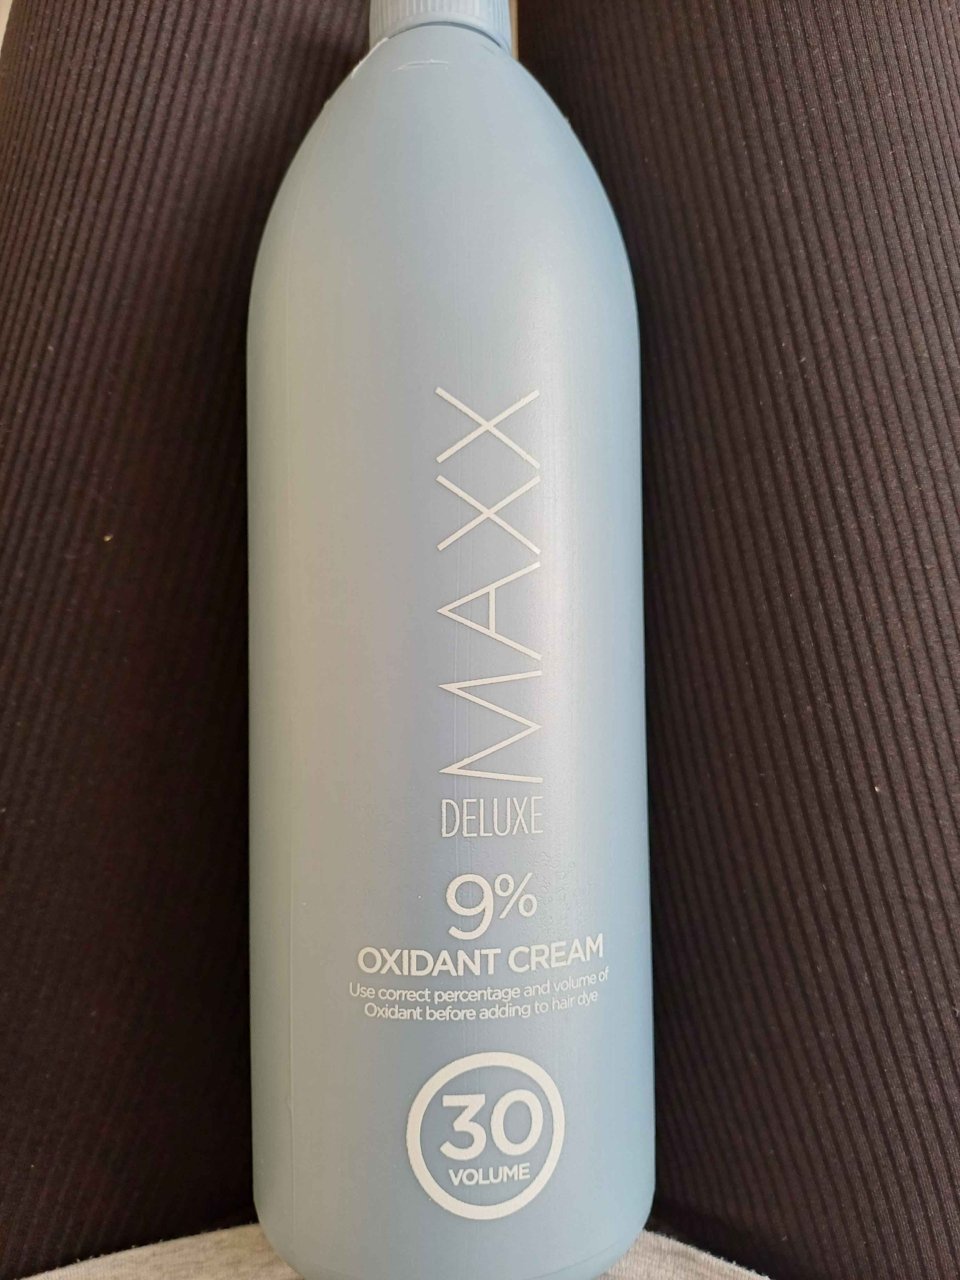 MAXX
DELUXE
9%
OXIDANT CREAM
Use correct percentage and volume of
Oxidant before adding to hair dye
30
VOLUME